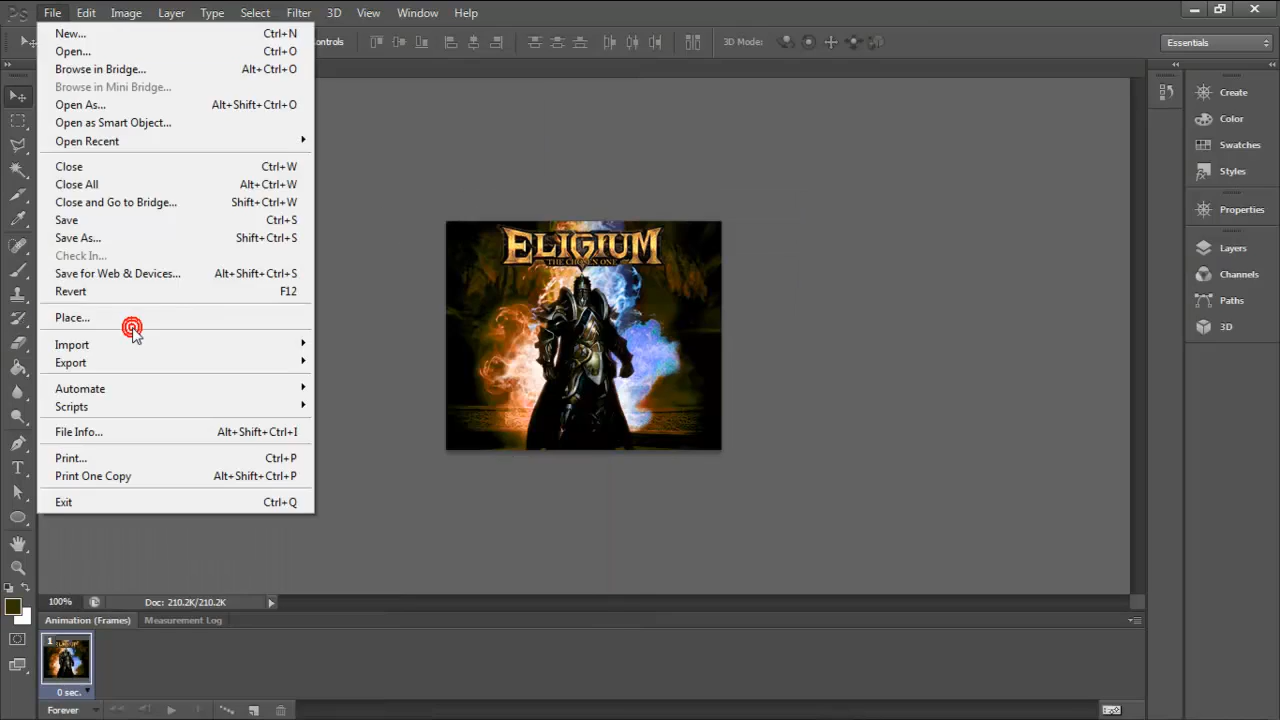 Ps File Edit Image Layer Type Select Filter 3D View Window Help
ntrols 3D Mode: Essentials
New... Ctrl+N
Open... Ctrl+O
Browse in Bridge... Alt+Ctrl+O
Browse in Mini Bridge...
Open As... Alt+Shift+Ctrl+O
Open as Smart Object...
Open Recent
Close Ctrl+W
Close All Alt+Ctrl+W
Close and Go to Bridge... Shift+Ctrl+W
Save Ctrl+S
Save As... Shift+Ctrl+S
Check In...
Save for Web & Devices... Alt+Shift+Ctrl+S
Revert F12
Place...
Import
Export
Automate
Scripts
File Info... Alt+Shift+Ctrl+I
Print... Ctrl+P
Print One Copy Alt+Shift+Ctrl+P
Exit Ctrl+Q
ELIGIUM
THE CHOSEN ONE
Create
Color
Swatches
Styles
Properties
Layers
Channels
Paths
3D
100% Doc: 210.2K/210.2K
Animation (Frames) Measurement Log
1
0 sec.
Forever